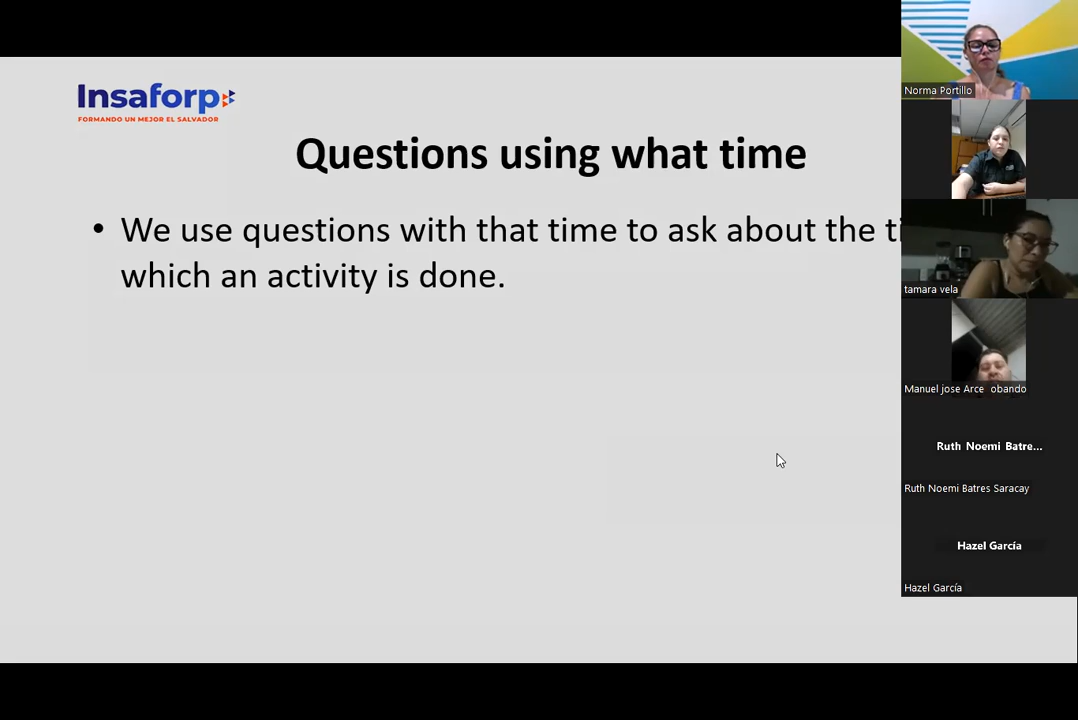 Insaforp
FORMANDO UN MEJOR EL SALVADOR
Questions using what time
• We use questions with that time to ask about the
which an activity is done.
Norma Portillo
tamara vela
Manuel jose Arce obando
Ruth Noemi Batre...
Ruth Noemi Batres Saracay
Hazel García
Hazel García